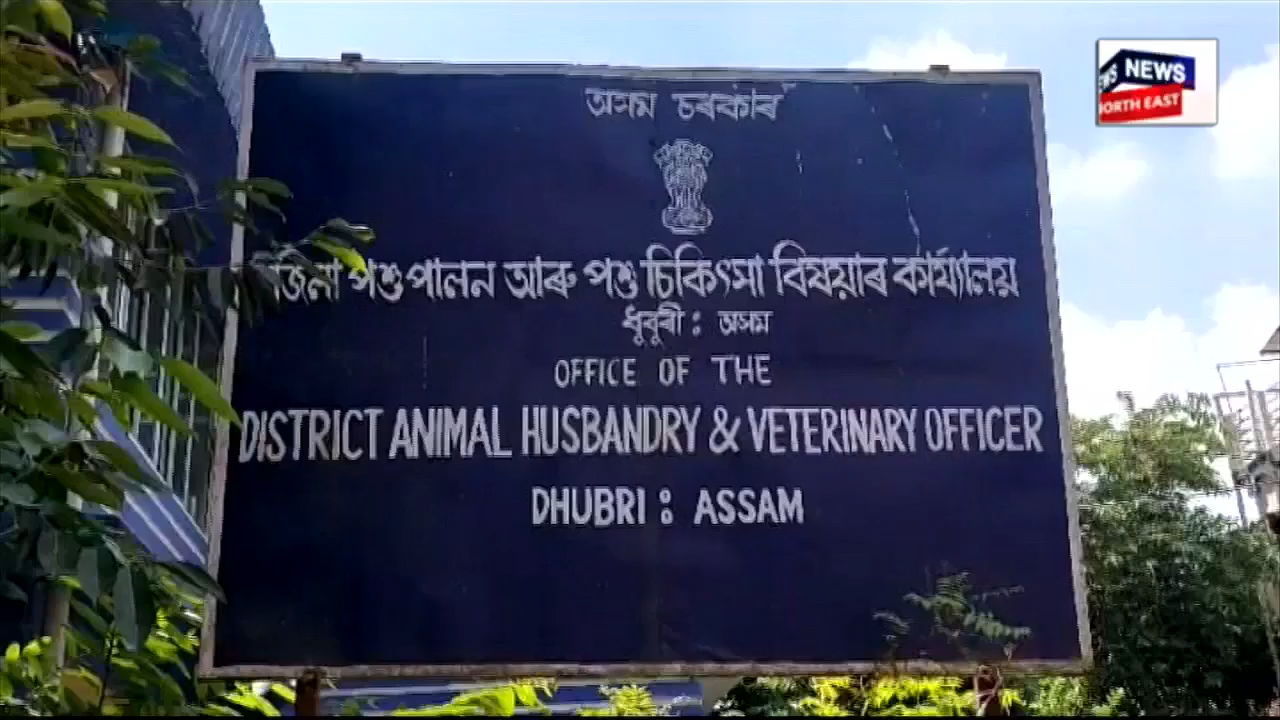 অসম চৰকাৰ
জিলা পশুপালন আৰু পশু চিকিৎসা বিষয়াৰ কাৰ্য্যালয়
ধুবুৰী : অসম
OFFICE OF THE
DISTRICT ANIMAL HUSBANDRY & VETERINARY OFFICER
DHUBRI : ASSAM
NEWS
NORTH EAST